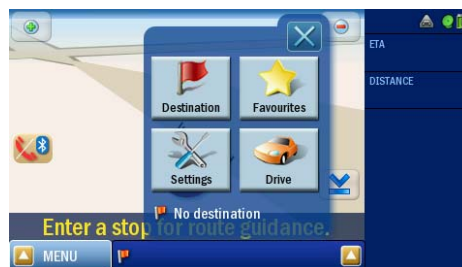 ETA
DISTANCE
Destination
Favourites
Settings
Drive
No destination
Enter a stop for route guidance.
MENU